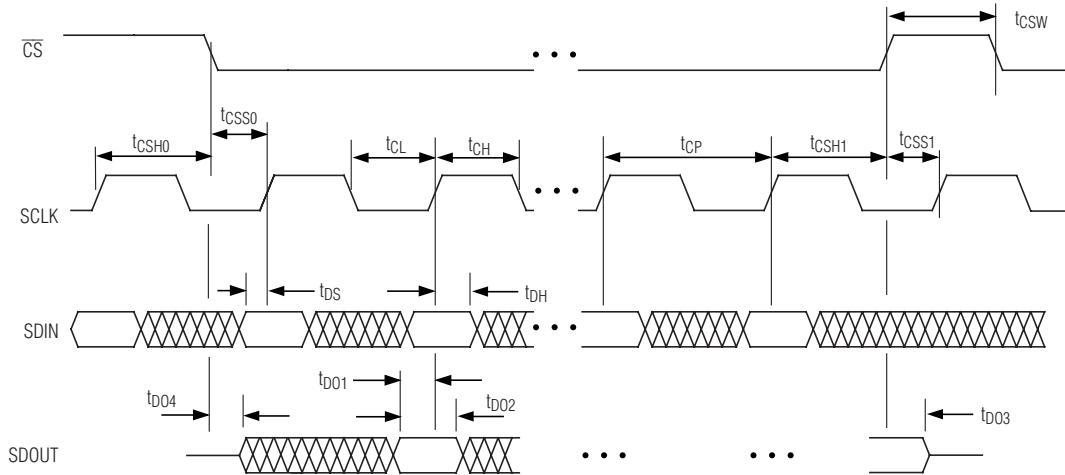 CS
tCSW
tCSS0
tCSH0
tCL
tCH
tCP
tCSH1
tCSS1
SCLK
tDS
tDH
SDIN
tDO1
tDO4
tDO2
tDO3
SDOUT